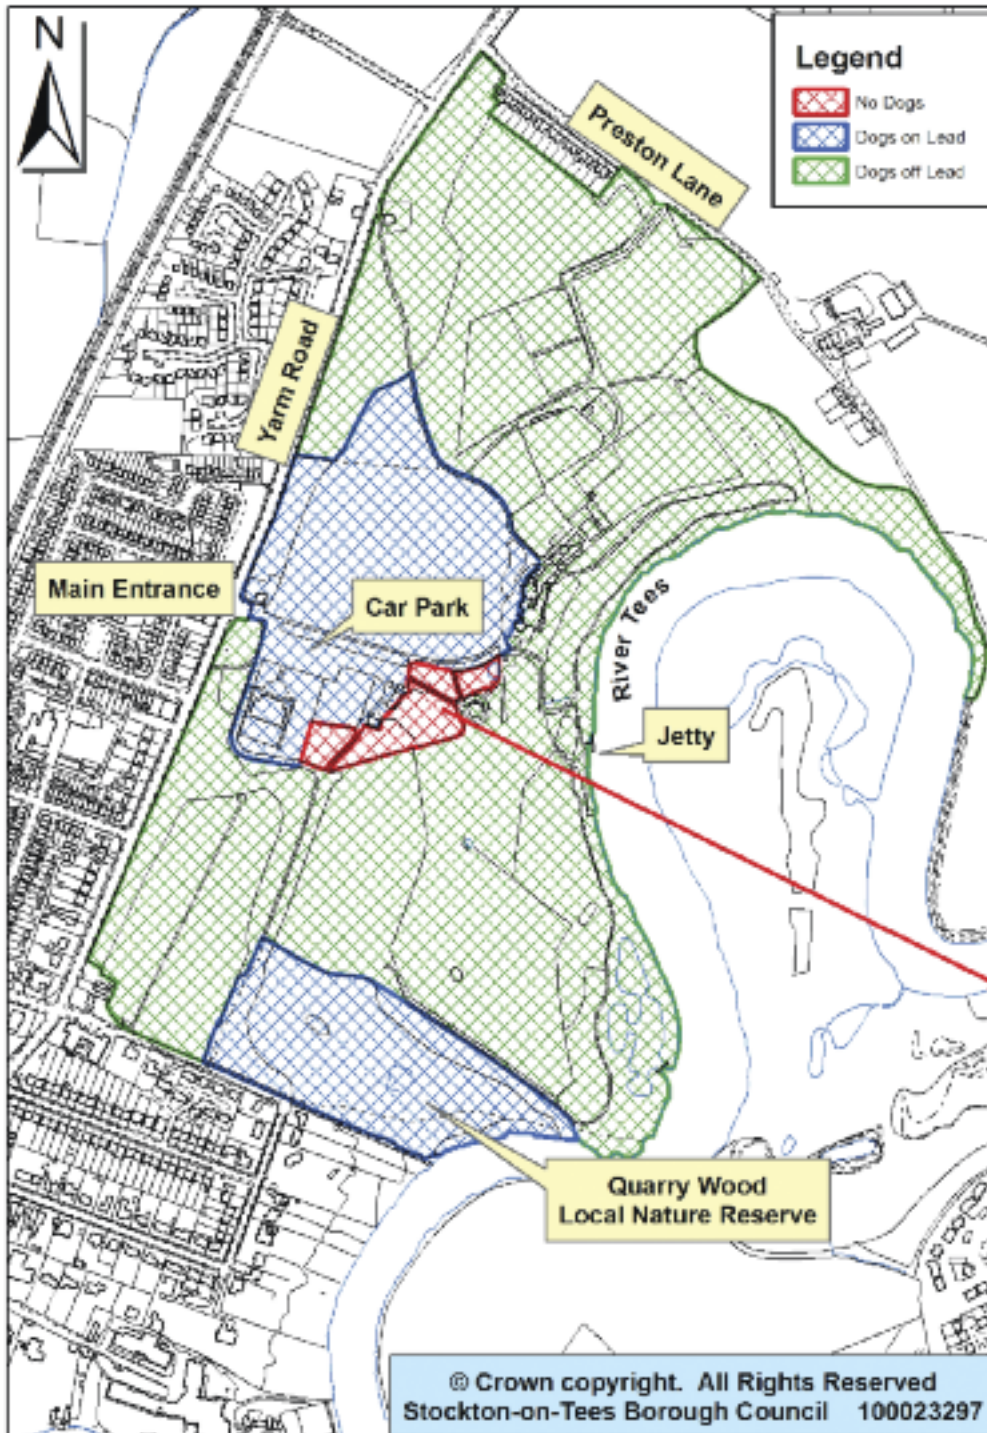 N
Legend
No Dogs
Dogs on Lead
Dogs off Lead
Preston Lane
Yarm Road
Main Entrance
Car Park
River Tees
Jetty
Quarry Wood
Local Nature Reserve
© Crown copyright. All Rights Reserved
Stockton-on-Tees Borough Council 100023297